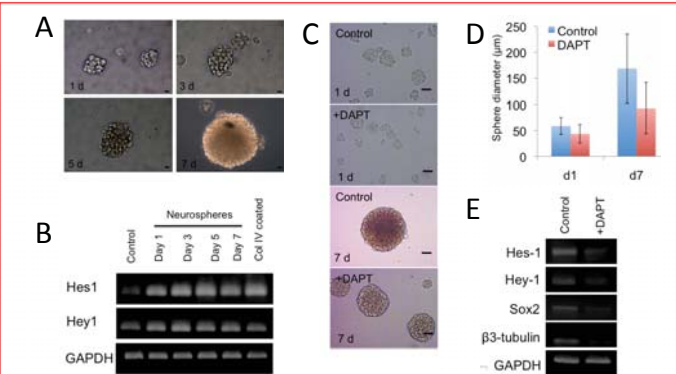 A
1 d
3 d
5 d
7 d
B
Neurospheres
Control
Day 1
Day 3
Day 5
Day 7
Col IV coated
Hes1
Hey1
GAPDH
C
Control
1 d
+DAPT
1 d
Control
7 d
+DAPT
7 d
D
Sphere diameter (µm)
250
200
150
100
50
0
Control
DAPT
d1
d7
E
Control
+DAPT
Hes-1
Hey-1
Sox2
β3-tubulin
GAPDH